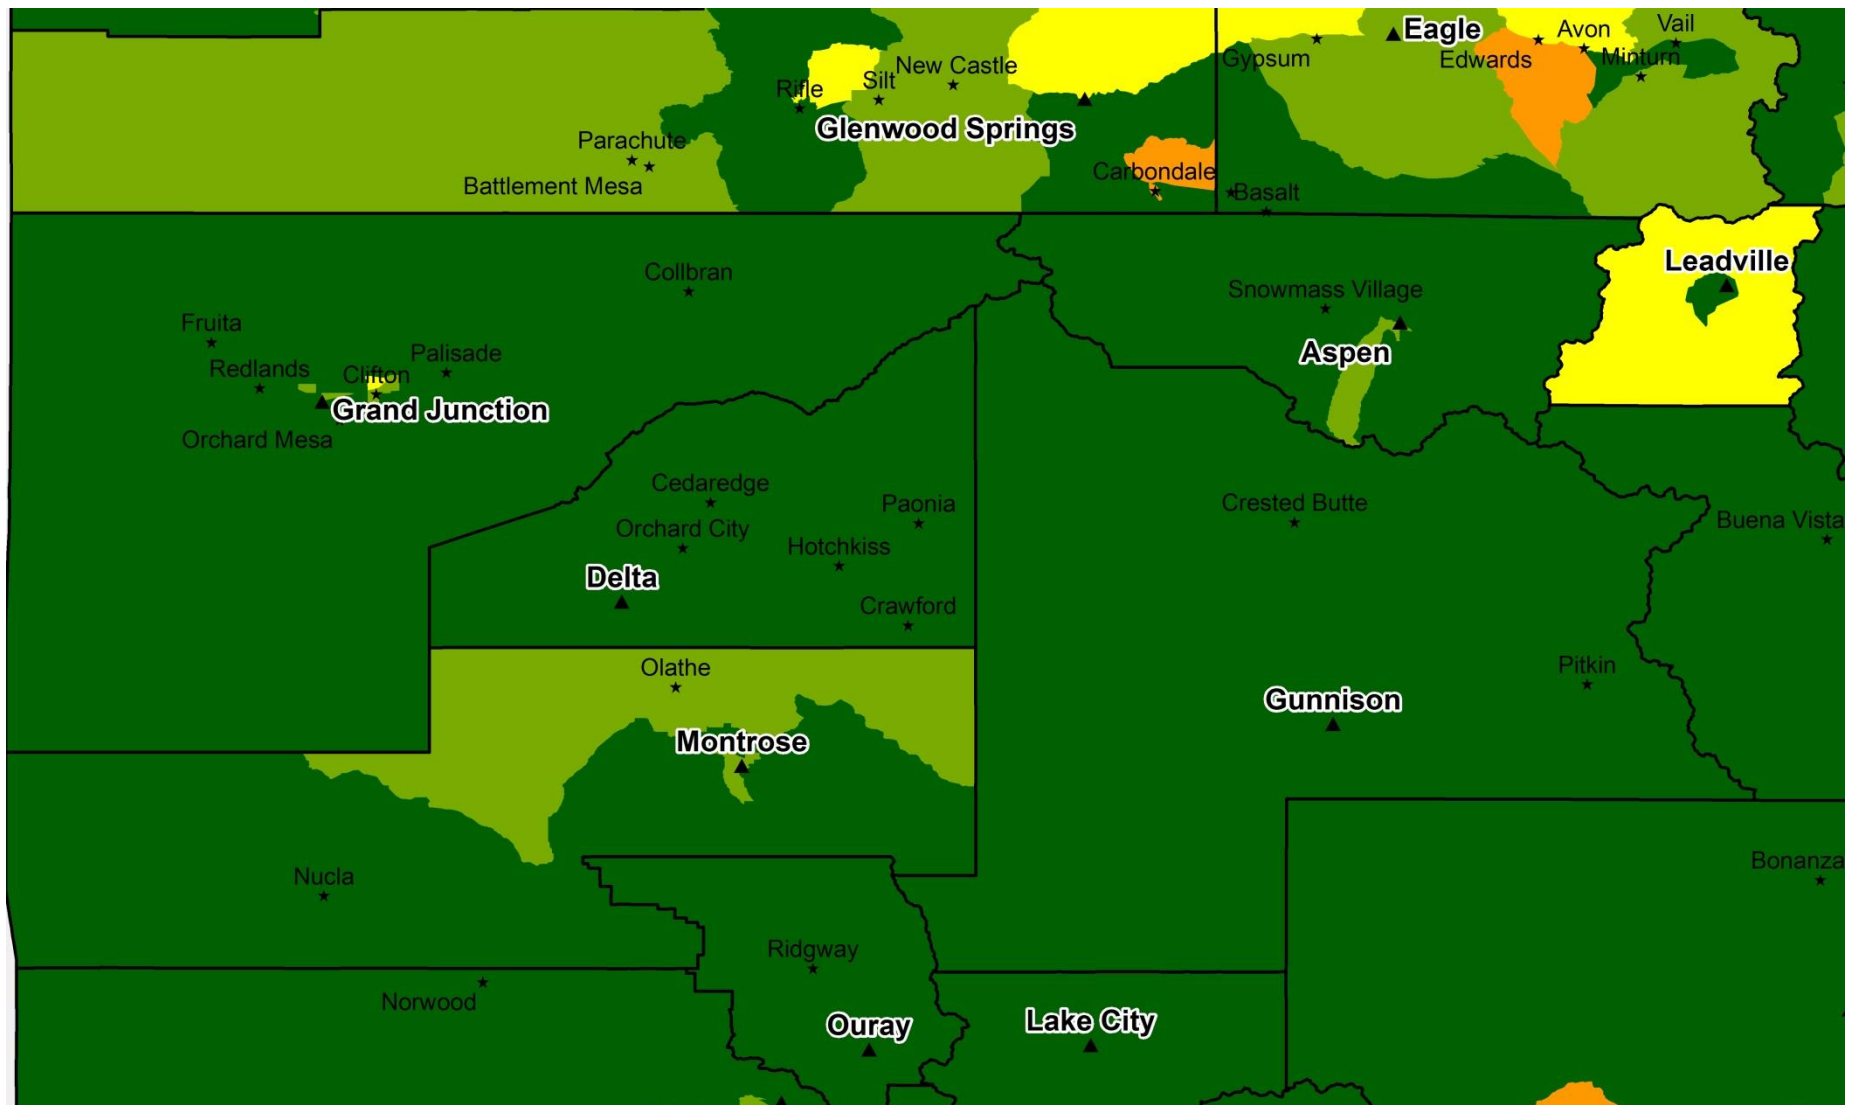 Eagle
Avon
Vail
Gypsum
Edwards
Minturn
New Castle
Silt
Rifle
Glenwood Springs
Parachute
Battlement Mesa
Carbondale
Basalt
Leadville
Collbran
Snowmass Village
Fruita
Aspen
Palisade
Redlands
Clifton
Grand Junction
Orchard Mesa
Cedaredge
Paonia
Crested Butte
Orchard City
Buena Vista
Hotchkiss
Delta
Crawford
Olathe
Pitkin
Gunnison
Montrose
Bonanza
Nucla
Ridgway
Norwood
Ouray
Lake City